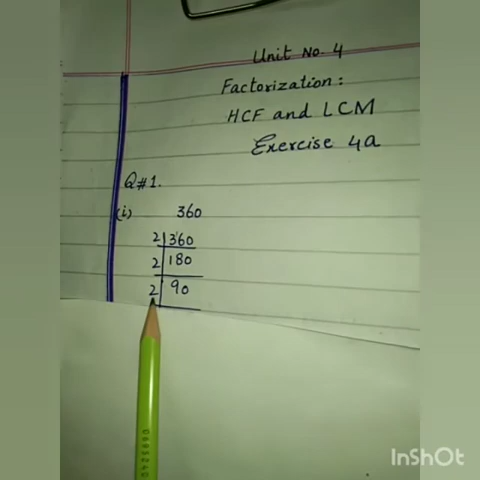 Unit No. 4
Factorization:
HCF and LCM
Exercise 4a
Q#1.
(i) 360
2 360
2 180
2 90
InShOt